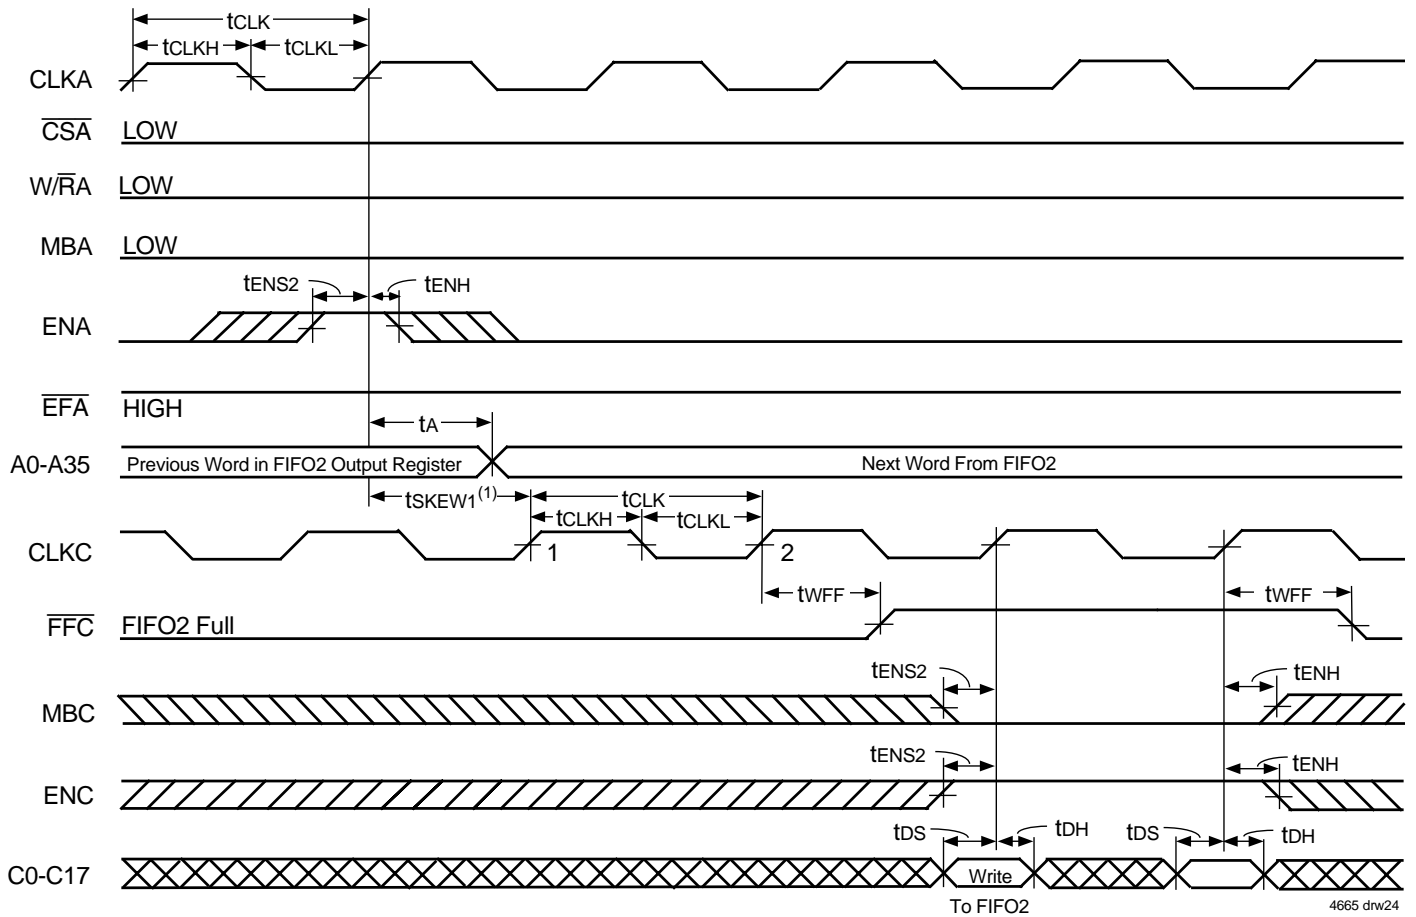 tCLK
tCLKH tCLKL
CLKA
CSA LOW
W/RA LOW
MBA LOW
tENS2 tENH
ENA
EFA HIGH
tA
A0-A35 Previous Word in FIFO2 Output Register Next Word From FIFO2
tSKEW1(1) tCLK
tCLKH tCLKL
CLKC 1 2
tWFF tWFF
FFC FIFO2 Full
tENS2 tENH
MBC
tENS2 tENH
ENC
tDS tDH tDS tDH
C0-C17 Write
To FIFO2
4665 drw24